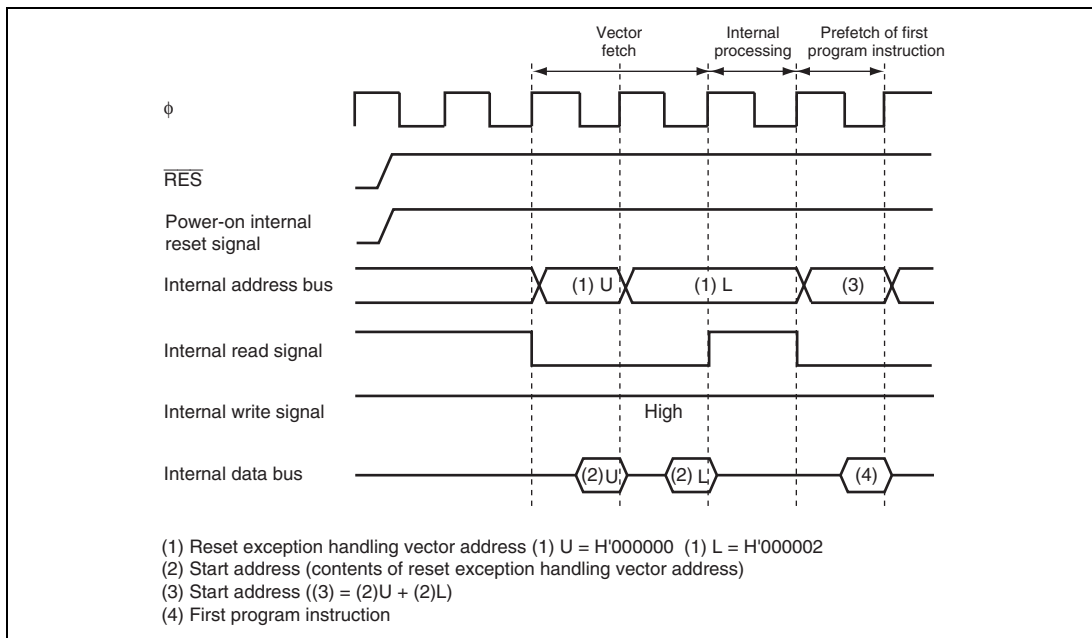 Vector
fetch
Internal
processing
Prefetch of first
program instruction
ϕ
RES
Power-on internal
reset signal
Internal address bus
(1) U
(1) L
(3)
Internal read signal
Internal write signal
High
Internal data bus
(2)U
(2) L
(4)
(1) Reset exception handling vector address (1) U = H'000000 (1) L = H'000002
(2) Start address (contents of reset exception handling vector address)
(3) Start address ((3) = (2)U + (2)L)
(4) First program instruction